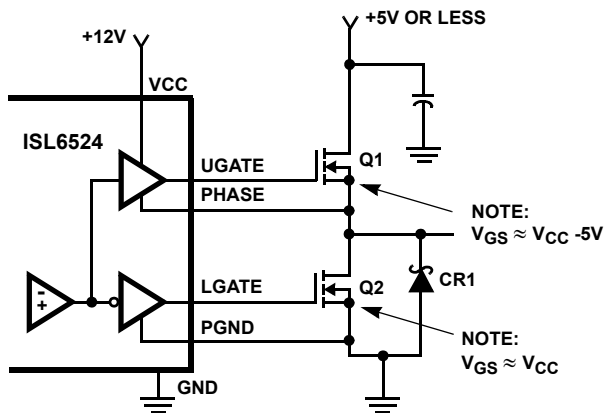 +5V OR LESS
+12V
VCC
ISL6524
UGATE
Q1
PHASE
NOTE:
VGS ≈ VCC -5V
-
+
LGATE
Q2
CR1
PGND
NOTE:
VGS ≈ VCC
GND